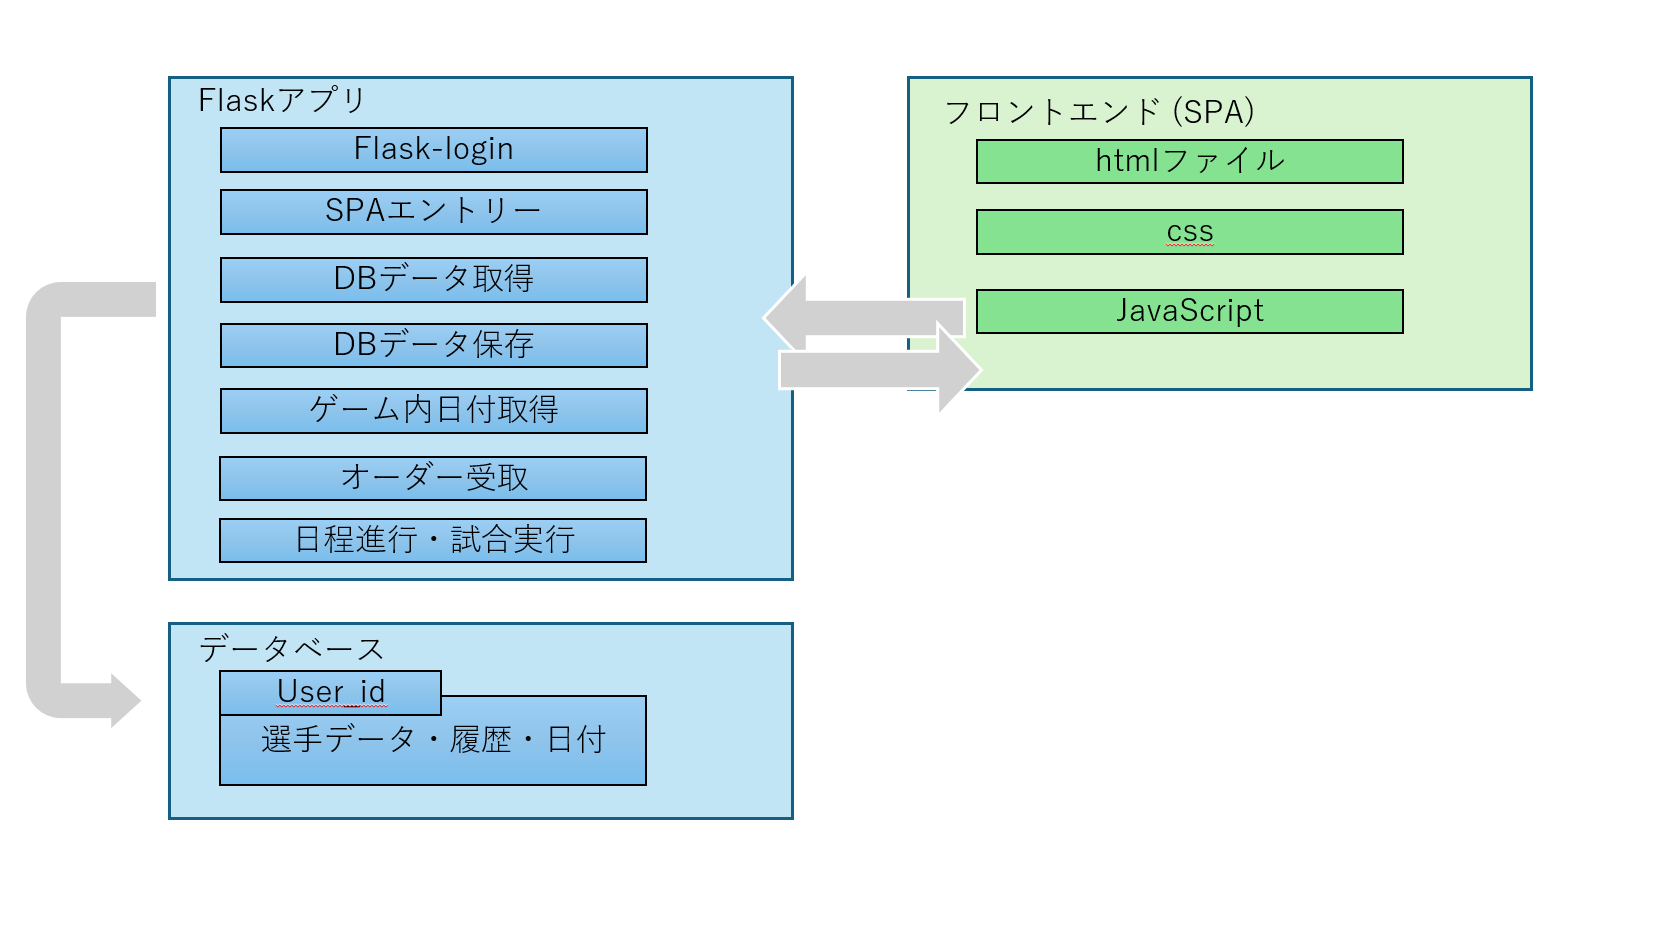 Flaskアプリ
Flask-login
SPAエントリー
DBデータ取得
DBデータ保存
ゲーム内日付取得
オーダー受取
日程進行・試合実行
フロントエンド (SPA)
htmlファイル
css
JavaScript
データベース
User_id
選手データ・履歴・日付